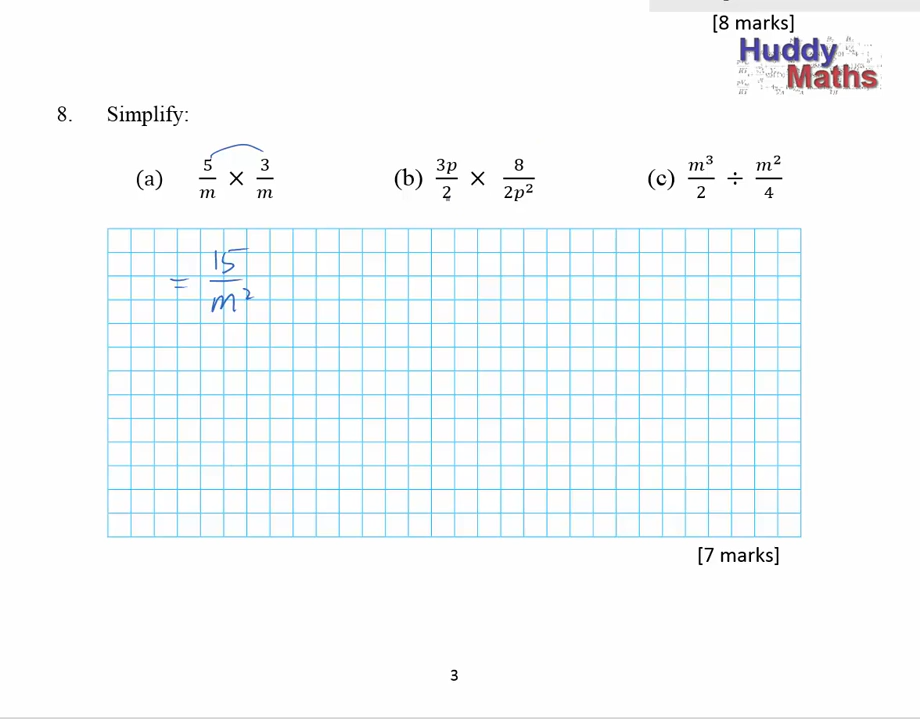 [8 marks]
Huddy
Maths
8. Simplify:
(a) 5/m × 3/m (b) 3p/2 × 8/2p² (c) m³/2 ÷ m²/4
= 15/m²
[7 marks]
3